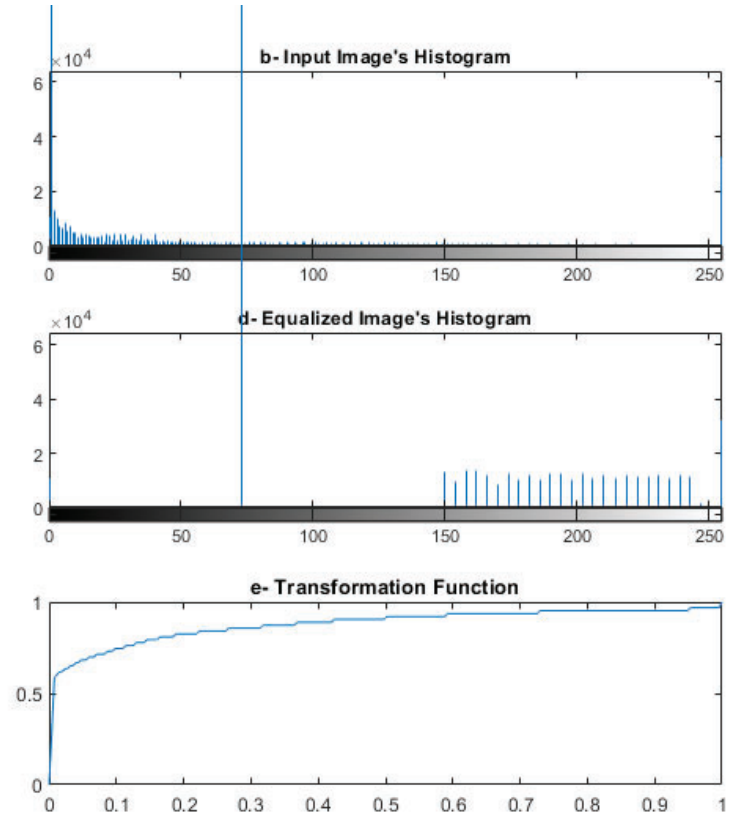 b- Input Image's Histogram
×10⁴
6
4
2
0
0 50 100 150 200 250
d- Equalized Image's Histogram
×10⁴
6
4
2
0
0 50 100 150 200 250
e- Transformation Function
1
0.5
0
0 0.1 0.2 0.3 0.4 0.5 0.6 0.7 0.8 0.9 1